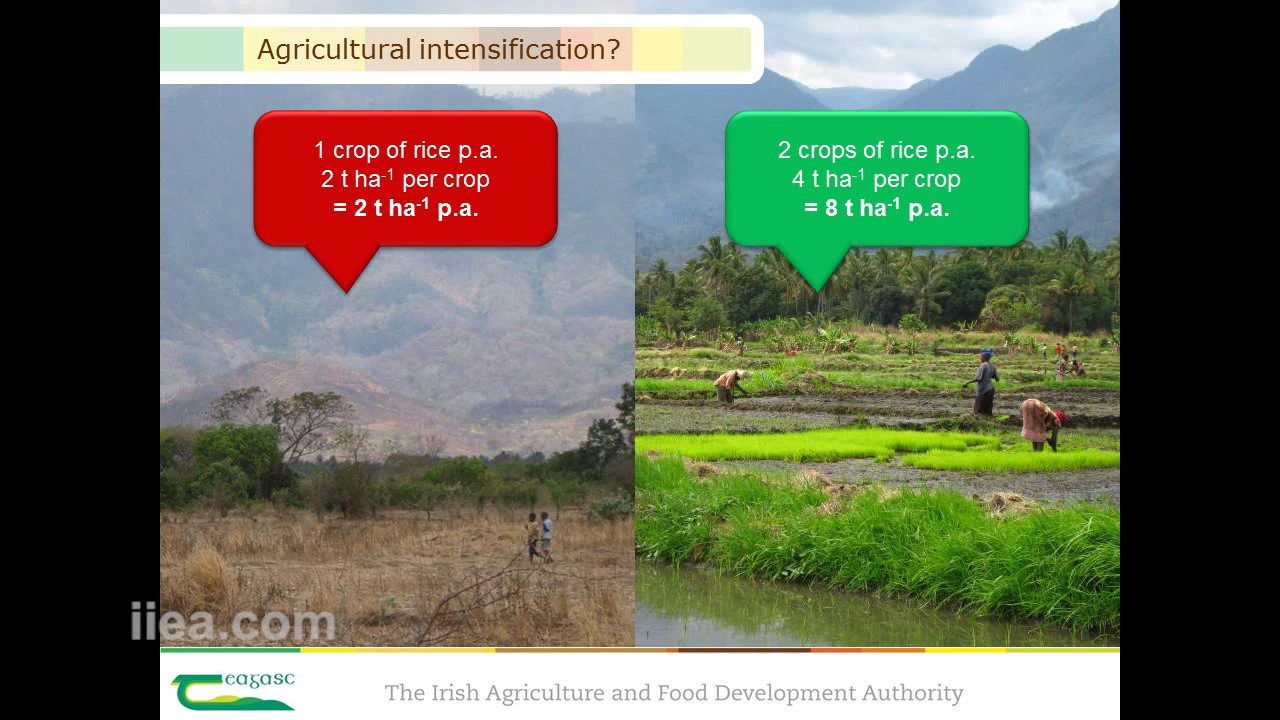 Agricultural intensification?
1 crop of rice p.a.
2 t ha⁻¹ per crop
= 2 t ha⁻¹ p.a.
2 crops of rice p.a.
4 t ha⁻¹ per crop
= 8 t ha⁻¹ p.a.
iiea.com
eagasc
The Irish Agriculture and Food Development Authority